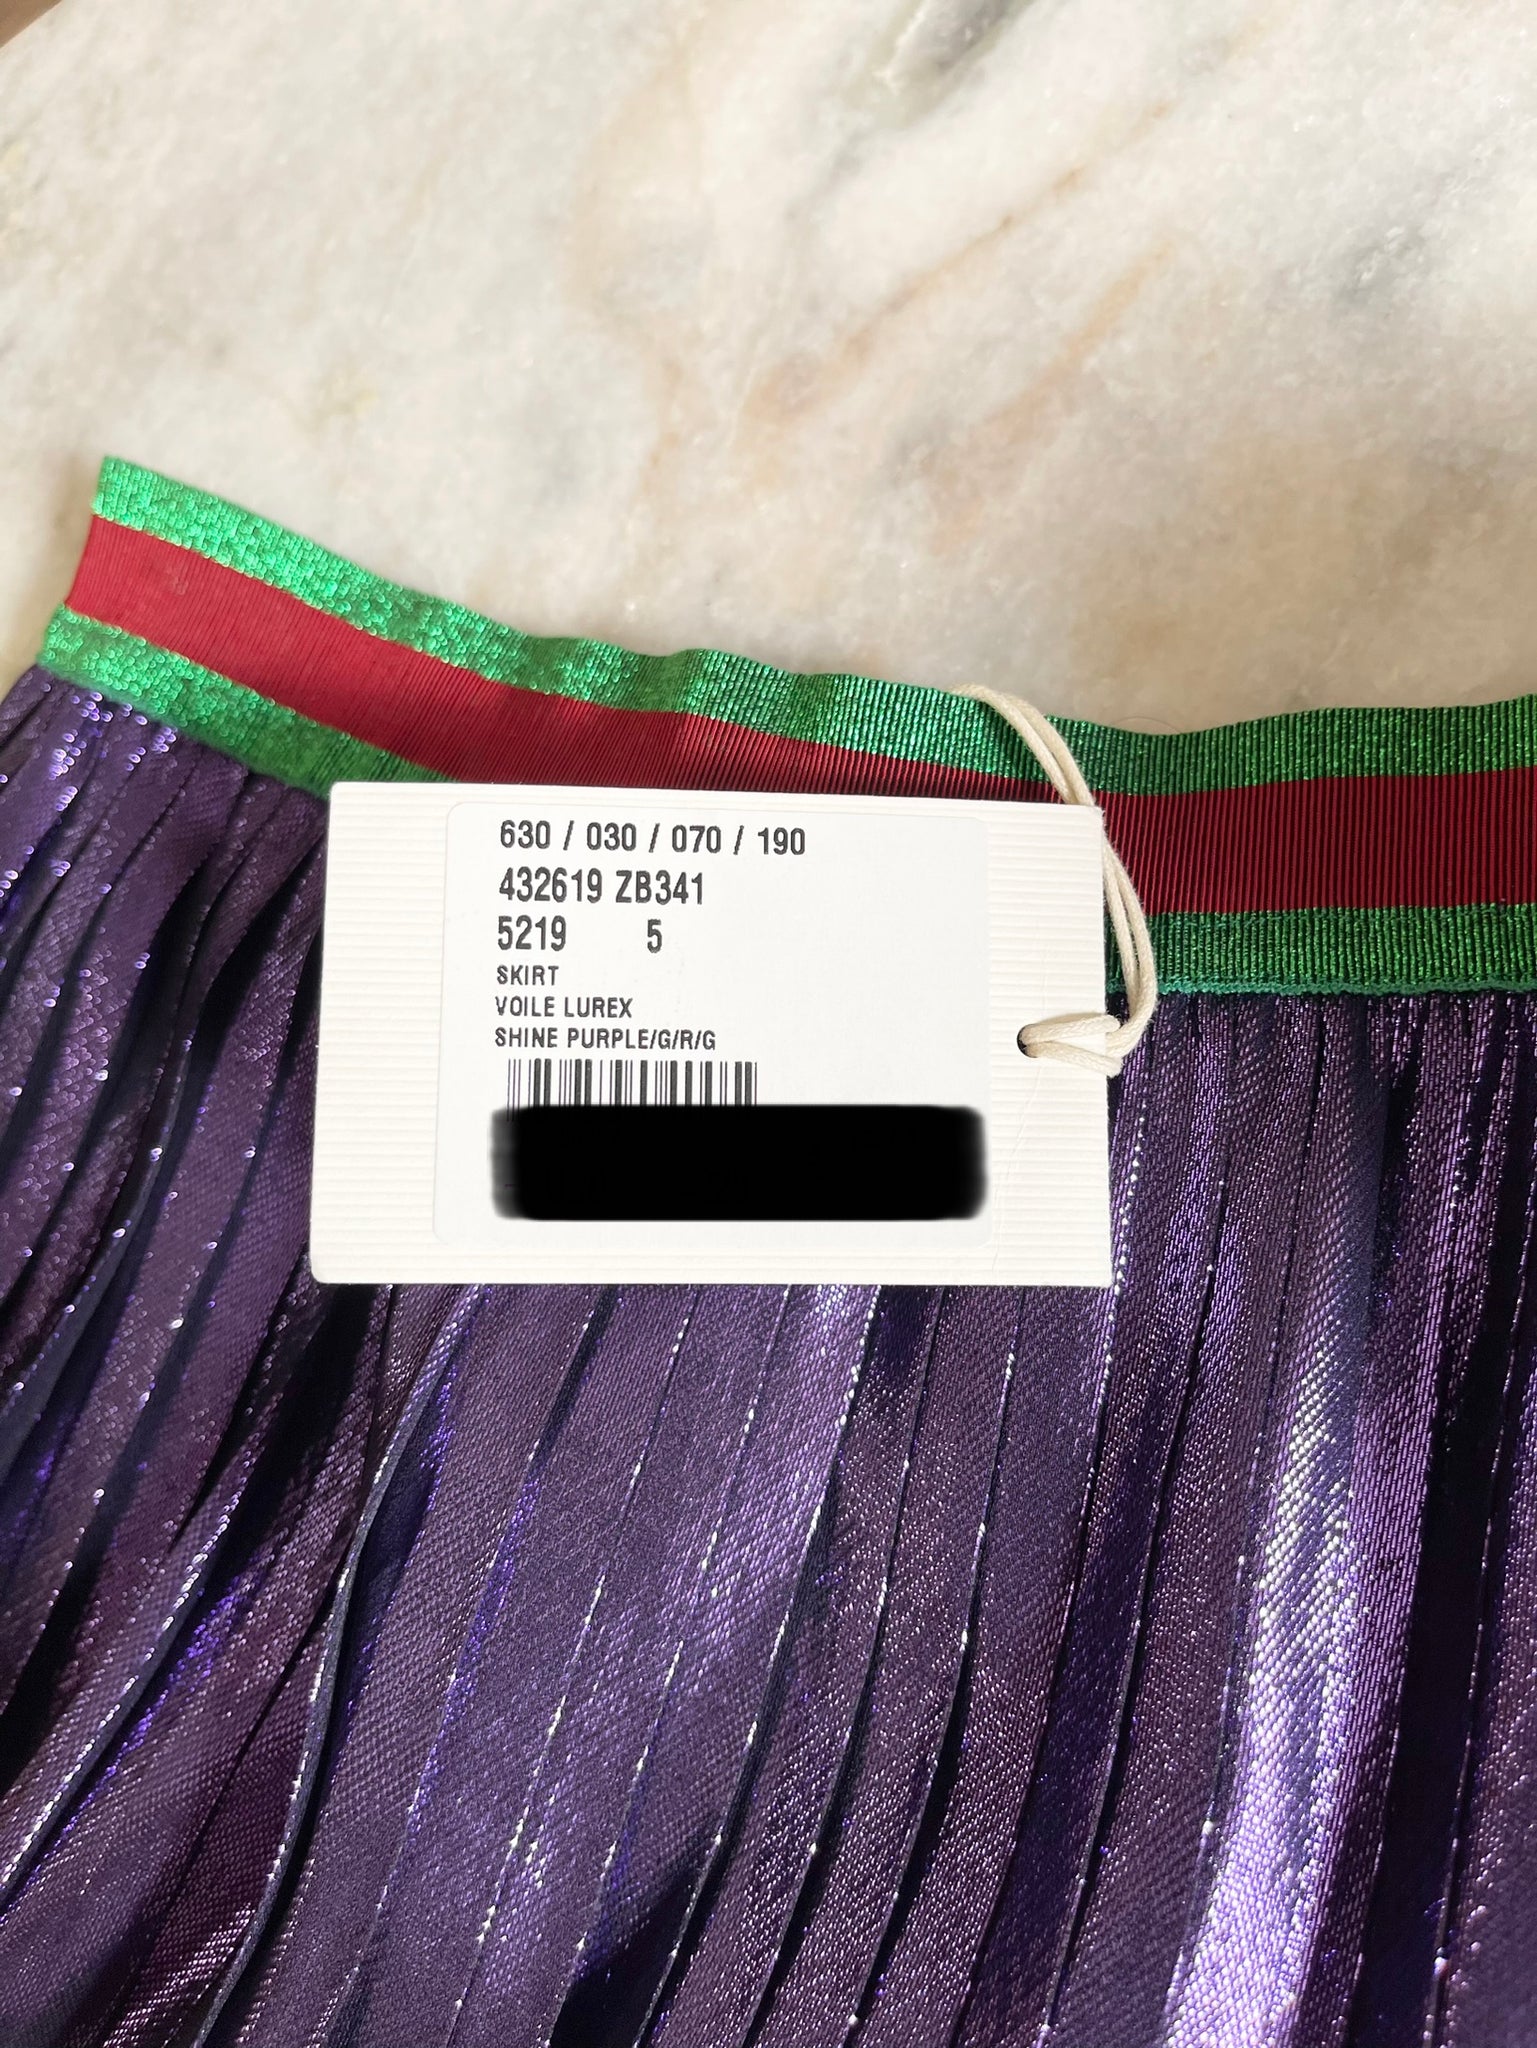 630 / 030 / 070 / 190
432619 ZB341
5219 5
SKIRT
VOILE LUREX
SHINE PURPLE/G/R/G